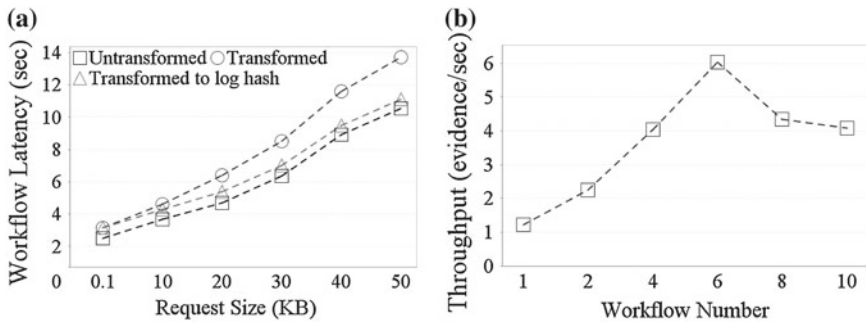 (a)
Workflow Latency (sec)
14
12
10
8
6
4
2
0
Untransformed
Transformed
Transformed to log hash
0.1 10 20 30 40 50
Request Size (KB)
(b)
Throughput (evidence/sec)
6
5
4
3
2
1
0
1 2 4 6 8 10
Workflow Number